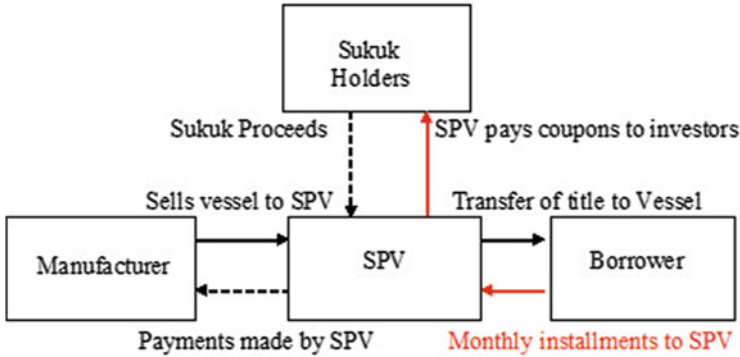 Sukuk
Holders
Sukuk Proceeds
SPV pays coupons to investors
Sells vessel to SPV
Transfer of title to Vessel
Manufacturer
SPV
Borrower
Payments made by SPV
Monthly installments to SPV